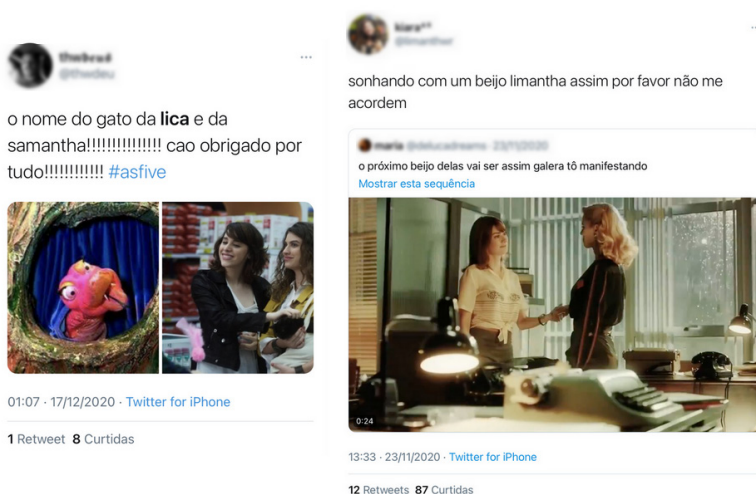 o nome do gato da lica e da
samantha!!!!!!!!!!!!!!! cao obrigado por
tudo!!!!!!!!!!!! #asfive
01:07 · 17/12/2020 · Twitter for iPhone
1 Retweet 8 Curtidas
sonhando com um beijo limantha assim por favor não me
acordem
maria @delucadreams · 23/11/2020
o próximo beijo delas vai ser assim galera tô manifestando
Mostrar esta sequência
0:24
13:33 · 23/11/2020 · Twitter for iPhone
12 Retweets 87 Curtidas